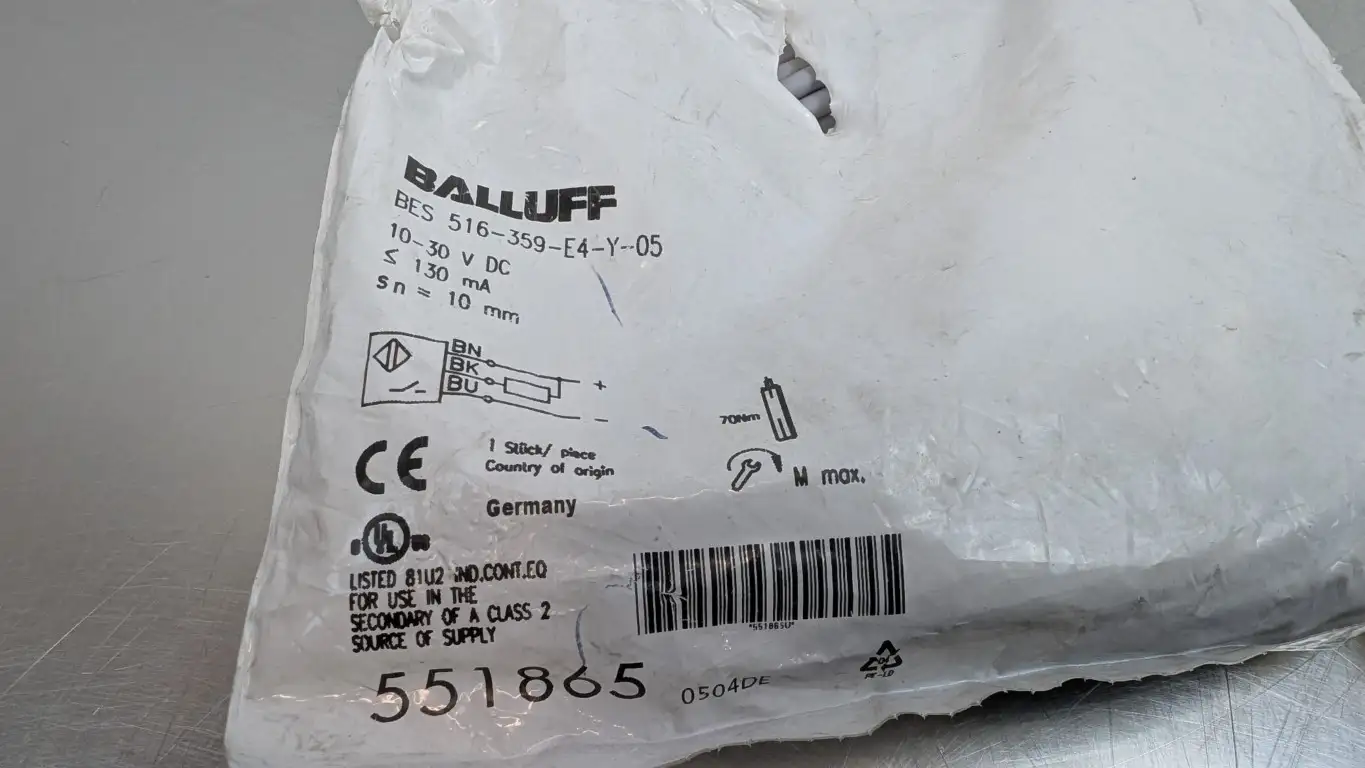 BALLUFF
BES 516-359-E4-Y-05
10-30 V DC
≤ 130 mA
sn = 10 mm
BN
BK
BU
+
-
70Nm
M max.
CE
1 Stück/ piece
Country of origin
Germany
UL
LISTED 81U2 IND.CONT.EQ
FOR USE IN THE
SECONDARY OF A CLASS 2
SOURCE OF SUPPLY
551865
0504DE
PE-LD